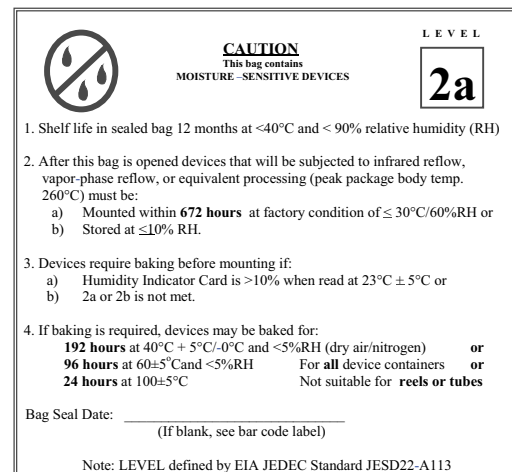 LEVEL
CAUTION
This bag contains
MOISTURE –SENSITIVE DEVICES
2a
1. Shelf life in sealed bag 12 months at <40°C and < 90% relative humidity (RH)
2. After this bag is opened devices that will be subjected to infrared reflow,
vapor-phase reflow, or equivalent processing (peak package body temp.
260°C) must be:
a) Mounted within 672 hours at factory condition of ≤ 30°C/60%RH or
b) Stored at ≤10% RH.
3. Devices require baking before mounting if:
a) Humidity Indicator Card is >10% when read at 23°C ± 5°C or
b) 2a or 2b is not met.
4. If baking is required, devices may be baked for:
192 hours at 40°C + 5°C/-0°C and <5%RH (dry air/nitrogen) or
96 hours at 60±5°Cand <5%RH For all device containers or
24 hours at 100±5°C Not suitable for reels or tubes
Bag Seal Date: ______________________________
(If blank, see bar code label)
Note: LEVEL defined by EIA JEDEC Standard JESD22-A113